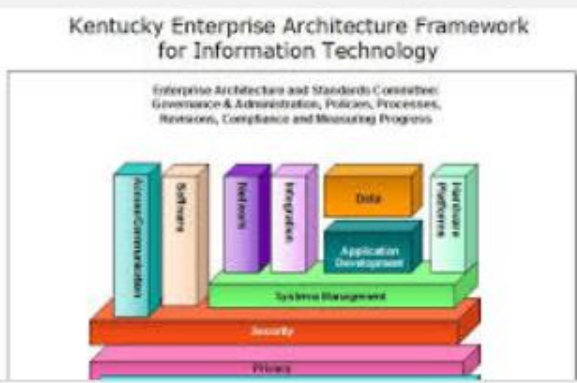 Kentucky Enterprise Architecture Framework
for Information Technology
Enterprise Architecture and Standards Committee:
Governance & Administration, Policies, Processes,
Revisions, Compliance and Measuring Progress
Access/Communication
Software
Network
Integration
Data
Application
Development
Hardware
Platforms
Systems Management
Security
Privacy